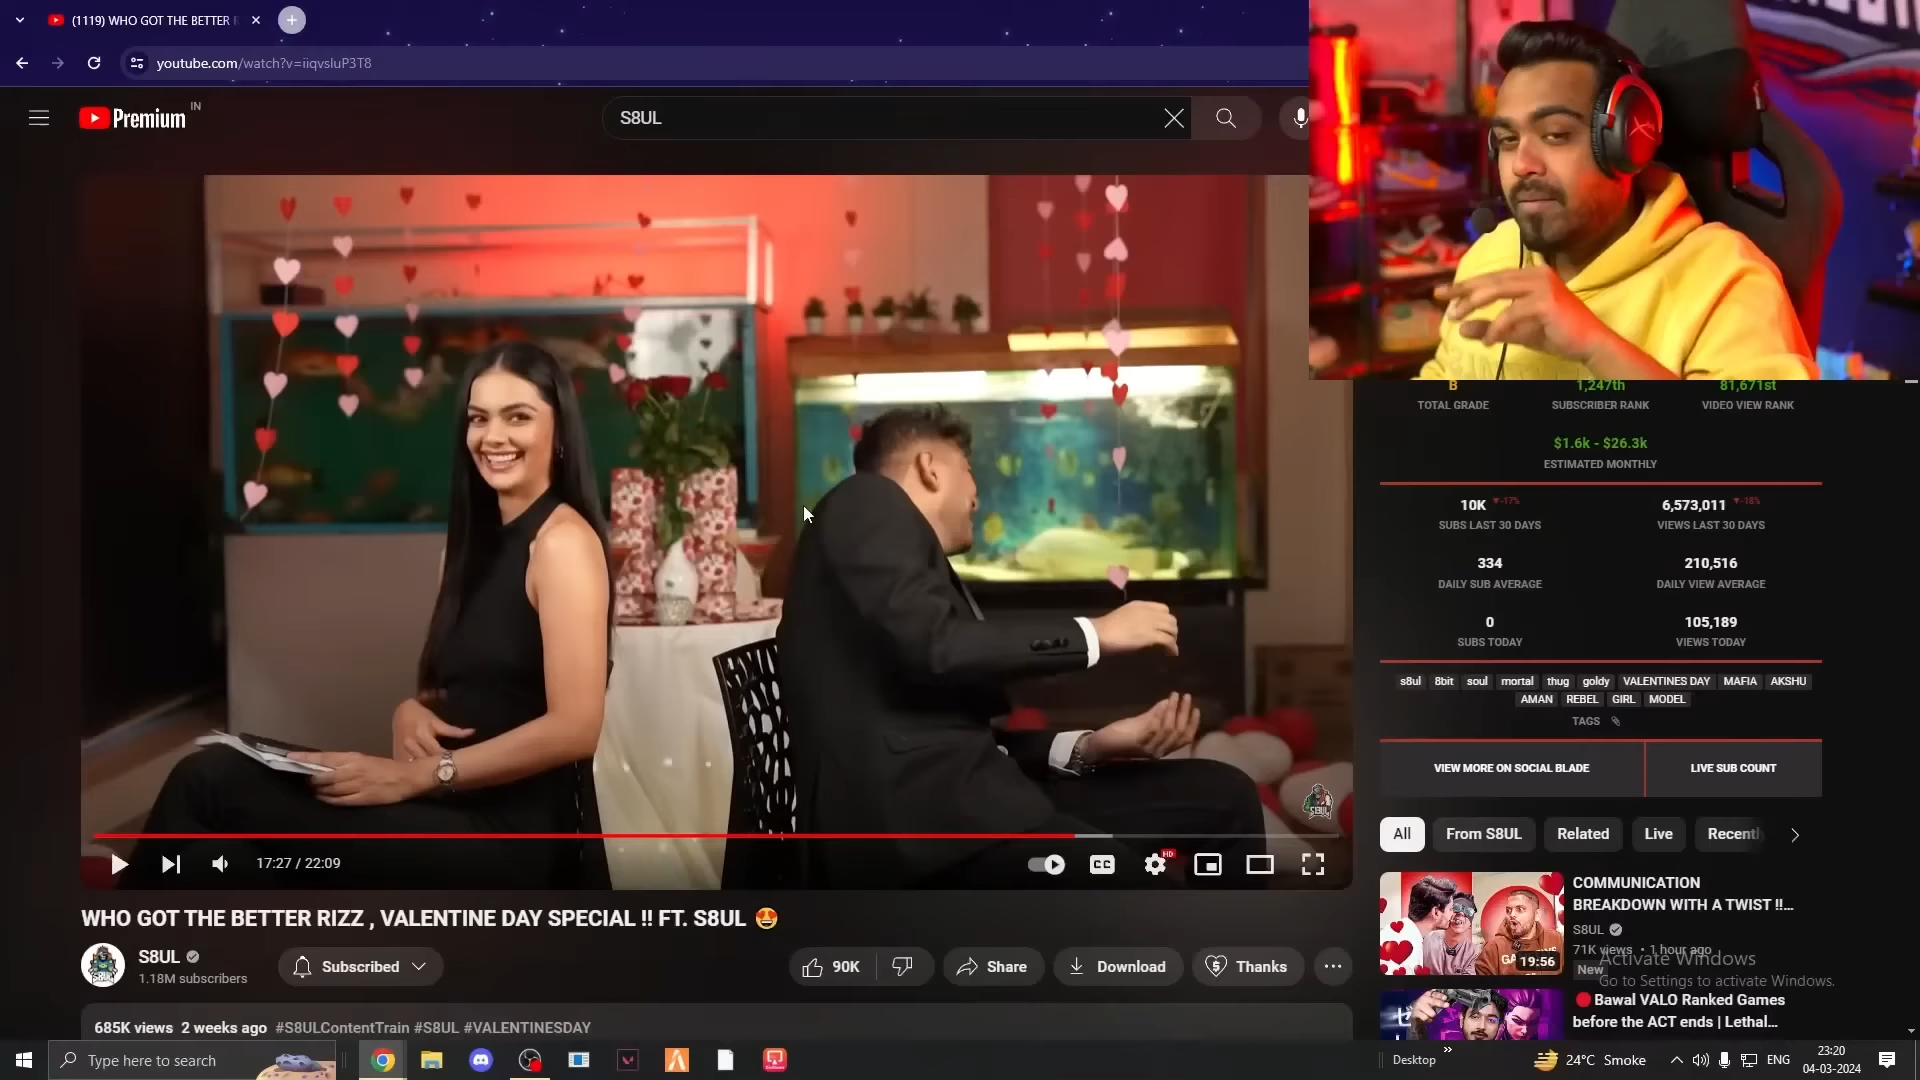 (1119) WHO GOT THE BETTER
youtube.com/watch?v=iiqvsluP3T8
Premium IN
S8UL
B 1,247th 81,671st
TOTAL GRADE SUBSCRIBER RANK VIDEO VIEW RANK
$1.6k - $26.3k
ESTIMATED MONTHLY
10K -17% 6,573,011 -18%
SUBS LAST 30 DAYS VIEWS LAST 30 DAYS
334 210,516
DAILY SUB AVERAGE DAILY VIEW AVERAGE
0 105,189
SUBS TODAY VIEWS TODAY
s8ul 8bit soul mortal thug goldy VALENTINES DAY MAFIA AKSHU
AMAN REBEL GIRL MODEL
TAGS
VIEW MORE ON SOCIAL BLADE LIVE SUB COUNT
17:27 / 22:09
CC HD
All From S8UL Related Live Recent
WHO GOT THE BETTER RIZZ , VALENTINE DAY SPECIAL !! FT. S8UL 😍
S8UL
1.18M subscribers
Subscribed
90K
Share
Download
Thanks
685K views 2 weeks ago #S8ULContentTrain #S8UL #VALENTINESDAY
COMMUNICATION
BREAKDOWN WITH A TWIST !!...
S8UL
71K views • 1 hour ago
New
19:56
Activate Windows
Go to Settings to activate Windows.
🔴Bawal VALO Ranked Games
before the ACT ends | Lethal...
Type here to search
Desktop
24°C Smoke
ENG
23:20
04-03-2024